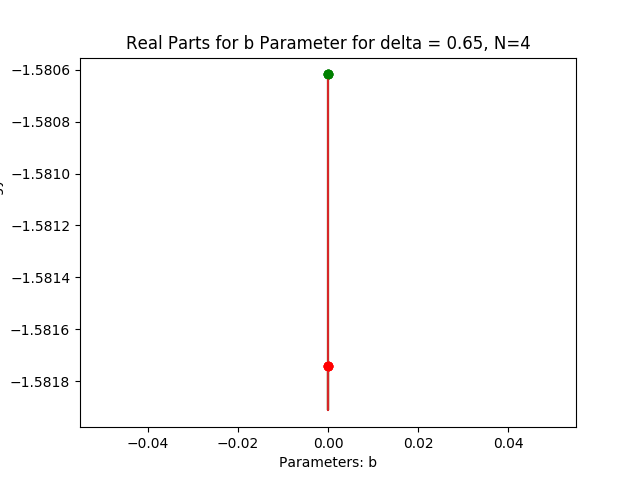 Real Parts for b Parameter for delta = 0.65, N=4
−1.5806
−1.5808
−1.5810
−1.5812
−1.5814
−1.5816
−1.5818
−0.04 −0.02 0.00 0.02 0.04
Parameters: b